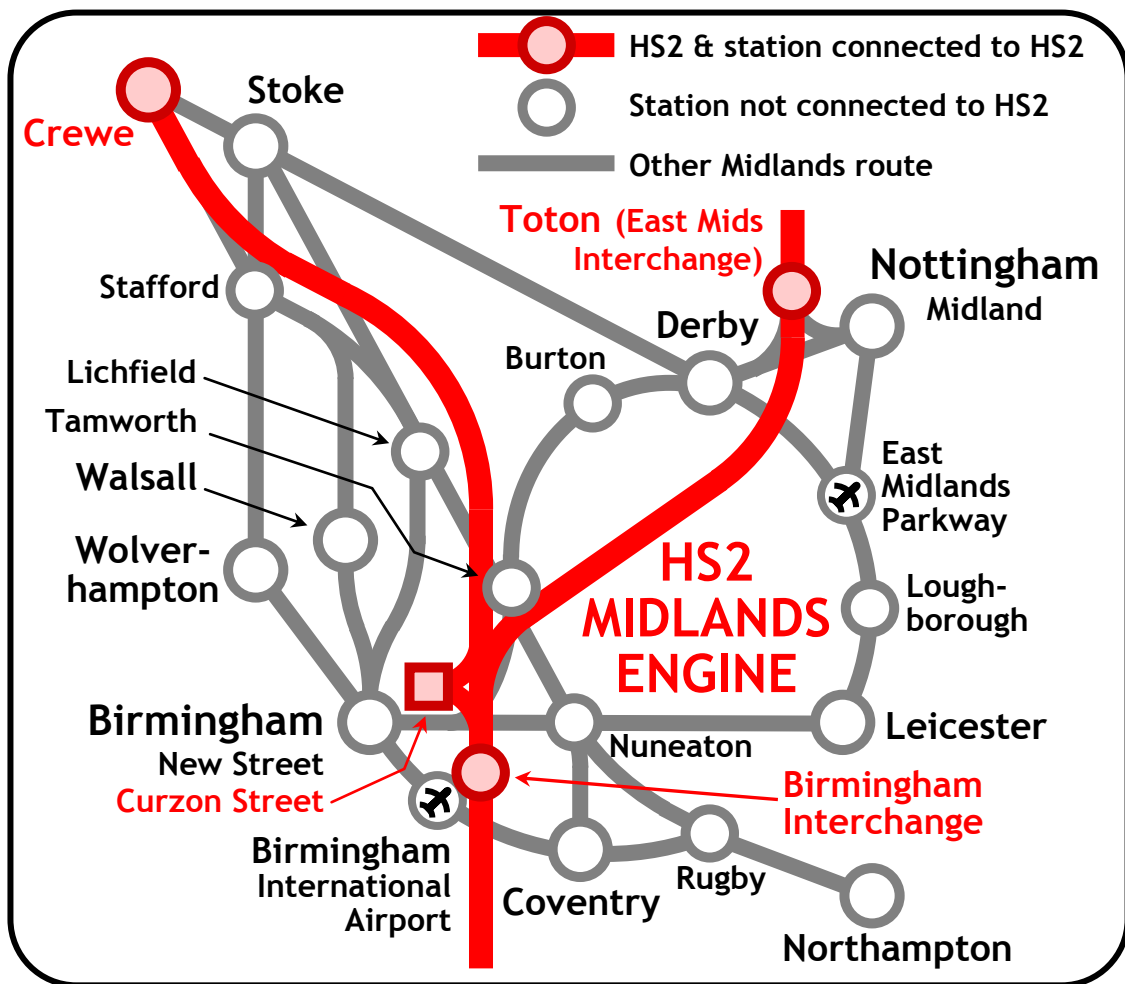 HS2 & station connected to HS2
Station not connected to HS2
Other Midlands route
Stoke
Crewe
Toton (East Mids
Interchange)
Nottingham
Midland
Stafford
Derby
Burton
Lichfield
Tamworth
Walsall
East
Midlands
Parkway
Wolver-
hampton
HS2
MIDLANDS
ENGINE
Lough-
borough
Birmingham
New Street
Curzon Street
Nuneaton
Leicester
Birmingham
Interchange
Birmingham
International
Airport
Coventry
Rugby
Northampton